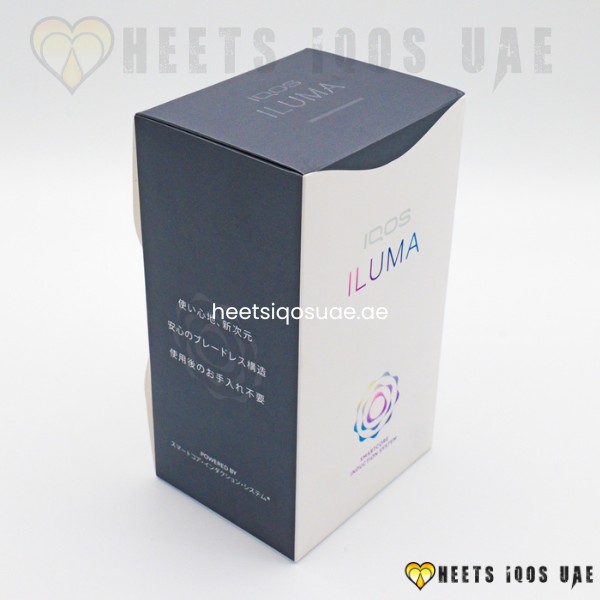 HEETS iQOS UAE
IQOS
ILUMA
IQOS
ILUMA
heetsiqosuae.ae
使い心地、新次元
安心のブレードレス構造
使用後のお手入れ不要
POWERED BY
スマートコア・インダクション・システム®
SMARTCORE
INDUCTION SYSTEM
HEETS iQOS UAE